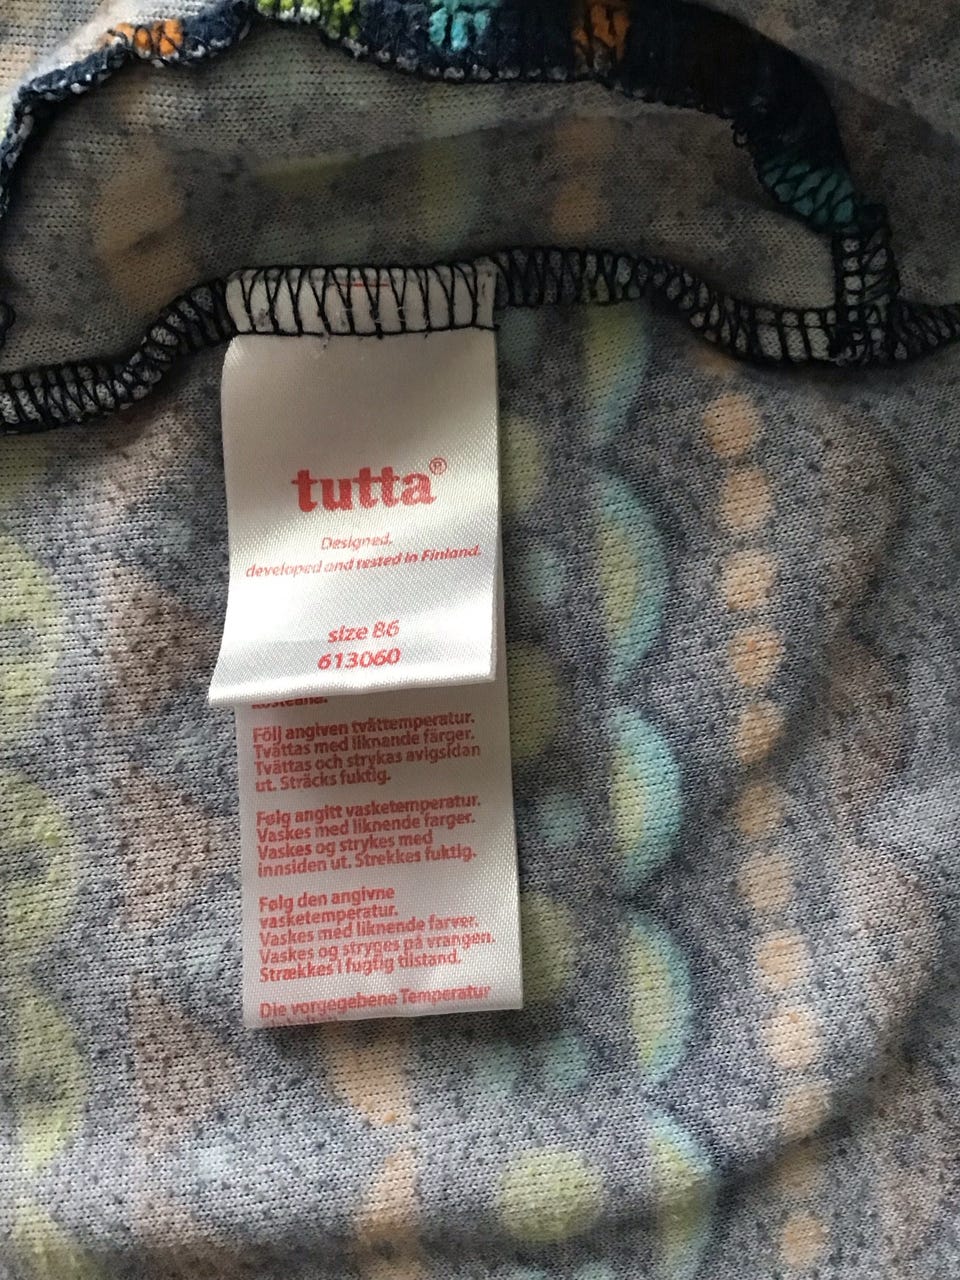 tutta®
Designed,
developed and tested in Finland.
size 86
613060
kosteana.
Följ angiven tvättemperatur.
Tvättas med liknande färger.
Tvättas och strykas avigsidan
ut. Sträcks fuktig.
Følg angitt vasketemperatur.
Vaskes med liknende farger.
Vaskes og strykes med
innsiden ut. Strekkes fuktig.
Følg den angivne
vasketemperatur.
Vaskes med liknende farver.
Vaskes og stryges på vrangen.
Strækkes i fugtig tilstand.
Die vorgegebene Temperatur